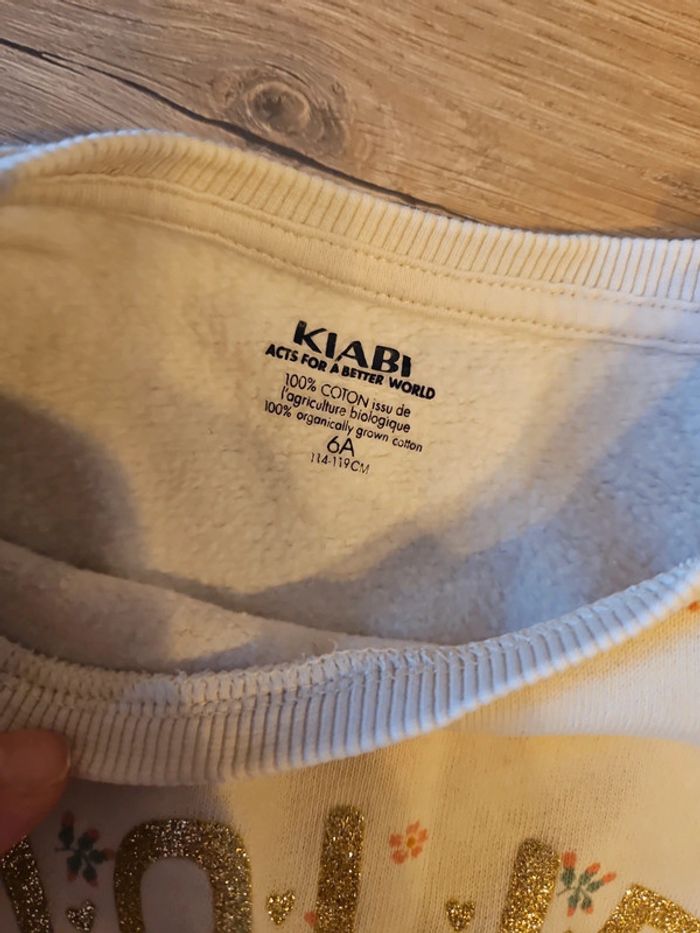 KIABI
ACTS FOR A BETTER WORLD
100% COTON issu de
l'agriculture biologique
100% organically grown cotton
6A
114-119CM